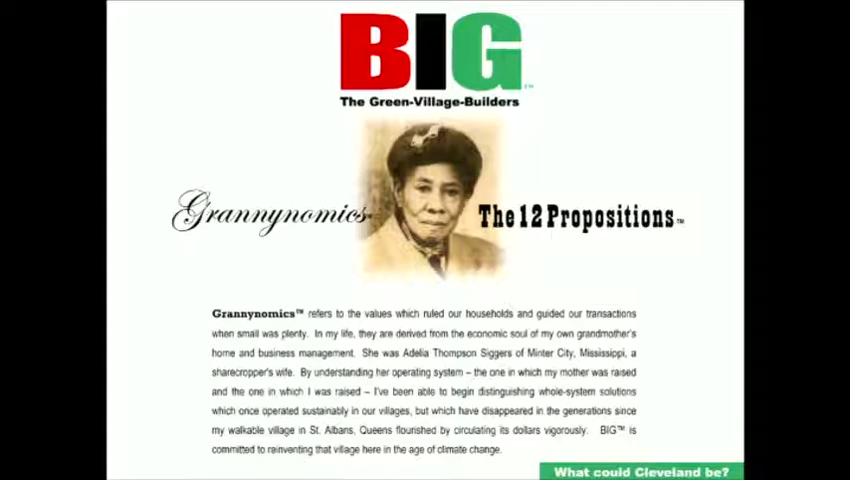 BIG™
The Green-Village-Builders
Grannynomics™ The 12 Propositions™
Grannynomics™ refers to the values which ruled our households and guided our transactions
when small was plenty. In my life, they are derived from the economic soul of my own grandmother's
home and business management. She was Adelia Thompson Siggers of Minter City, Mississippi, a
sharecropper's wife. By understanding her operating system – the one in which my mother was raised
and the one in which I was raised – I've been able to begin distinguishing whole-system solutions
which once operated sustainably in our villages, but which have disappeared in the generations since
my walkable village in St. Albans, Queens flourished by circulating its dollars vigorously. BIG™ is
committed to reinventing that village here in the age of climate change.
What could Cleveland be?